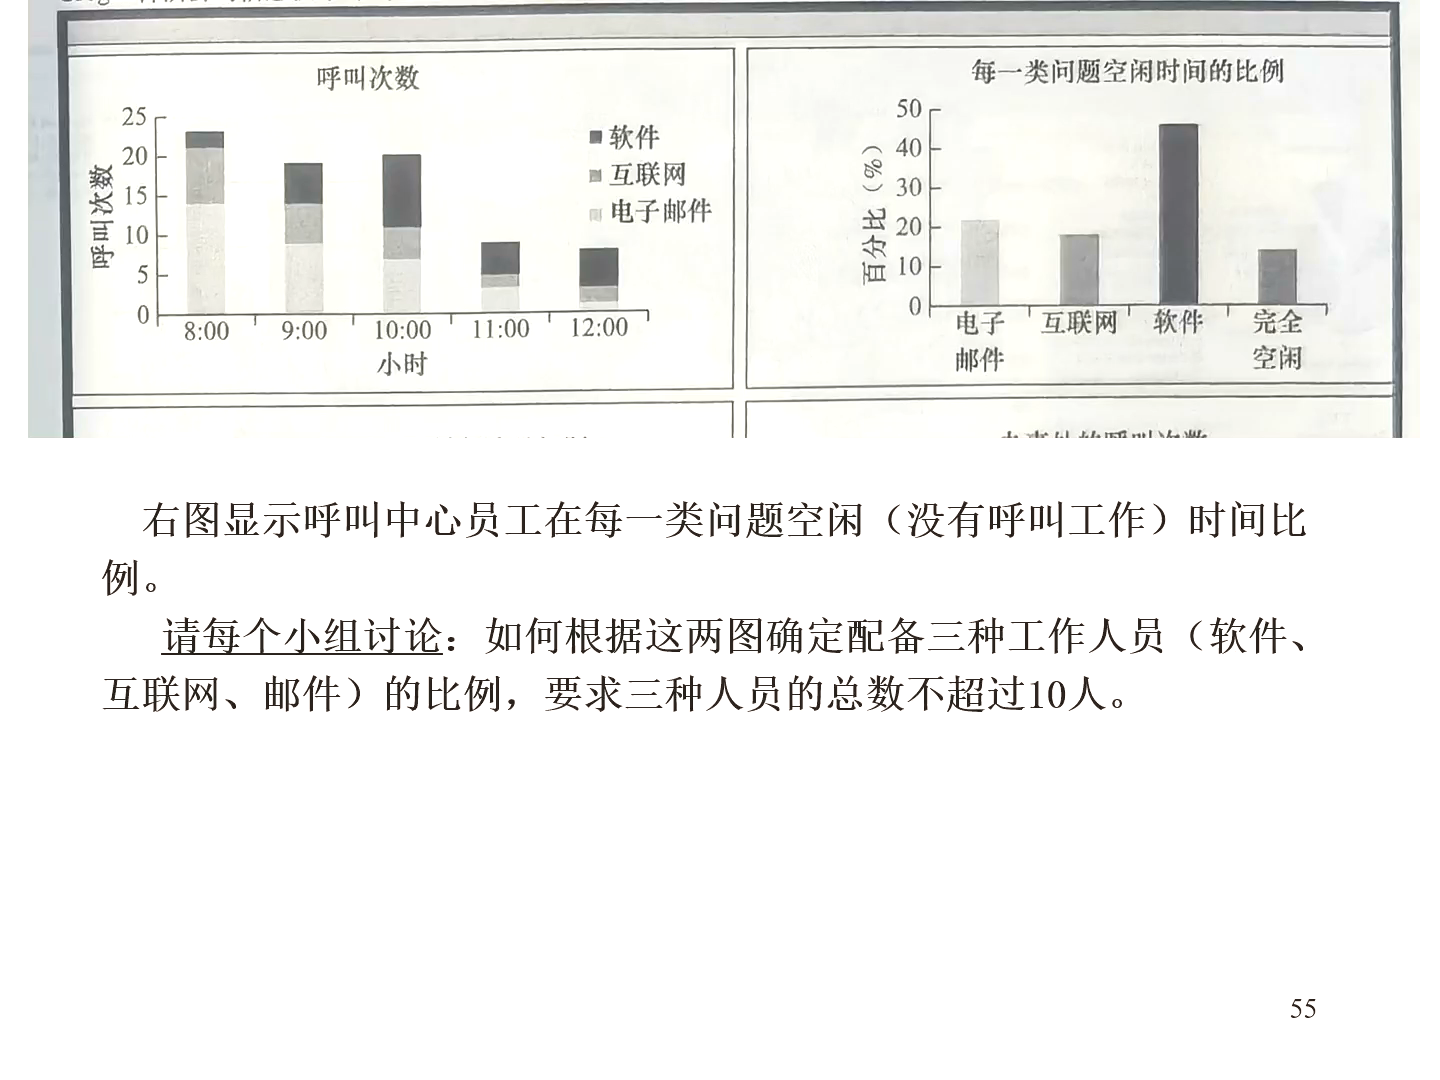 呼叫次数
25
20
15
10
5
0
呼叫次数
软件
互联网
电子邮件
8:00 9:00 10:00 11:00 12:00
小时
每一类问题空闲时间的比例
50
40
30
20
10
0
百分比（%）
电子 互联网 软件 完全
邮件 空闲
右图显示呼叫中心员工在每一类问题空闲（没有呼叫工作）时间比
例。
请每个小组讨论：如何根据这两图确定配备三种工作人员（软件、
互联网、邮件）的比例，要求三种人员的总数不超过10人。
55